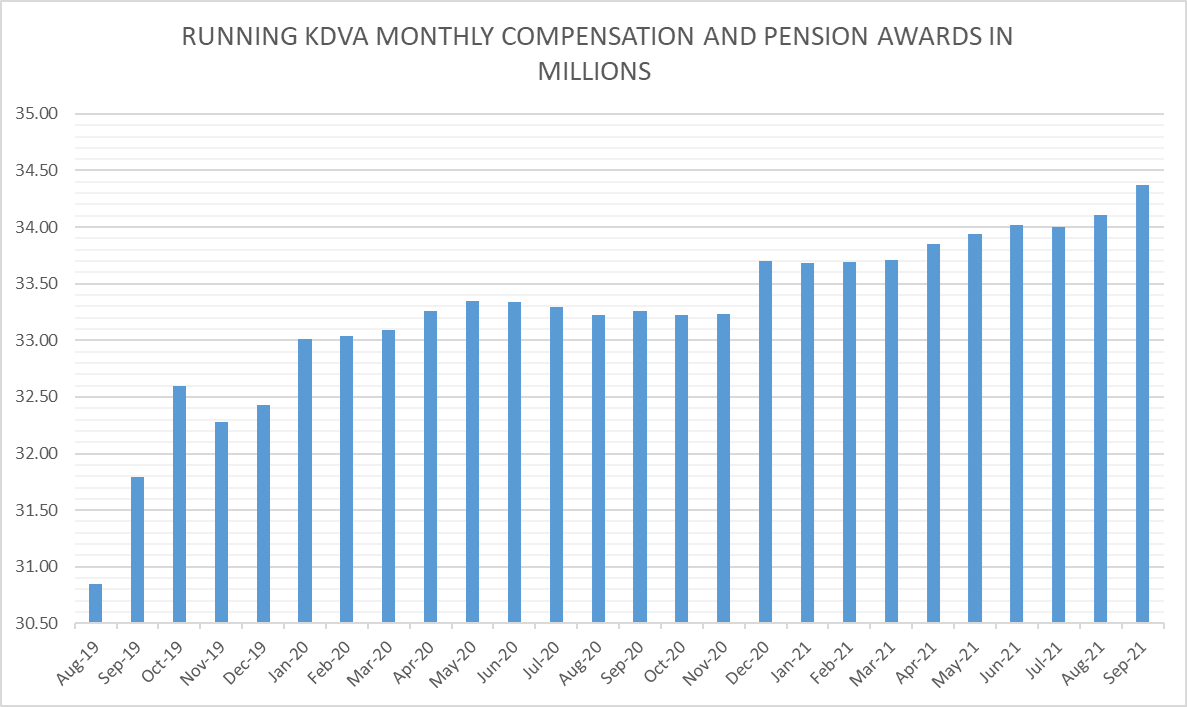 RUNNING KDVA MONTHLY COMPENSATION AND PENSION AWARDS IN
MILLIONS
35.00
34.50
34.00
33.50
33.00
32.50
32.00
31.50
31.00
30.50
Aug-19
Sep-19
Oct-19
Nov-19
Dec-19
Jan-20
Feb-20
Mar-20
Apr-20
May-20
Jun-20
Jul-20
Aug-20
Sep-20
Oct-20
Nov-20
Dec-20
Jan-21
Feb-21
Mar-21
Apr-21
May-21
Jun-21
Jul-21
Aug-21
Sep-21